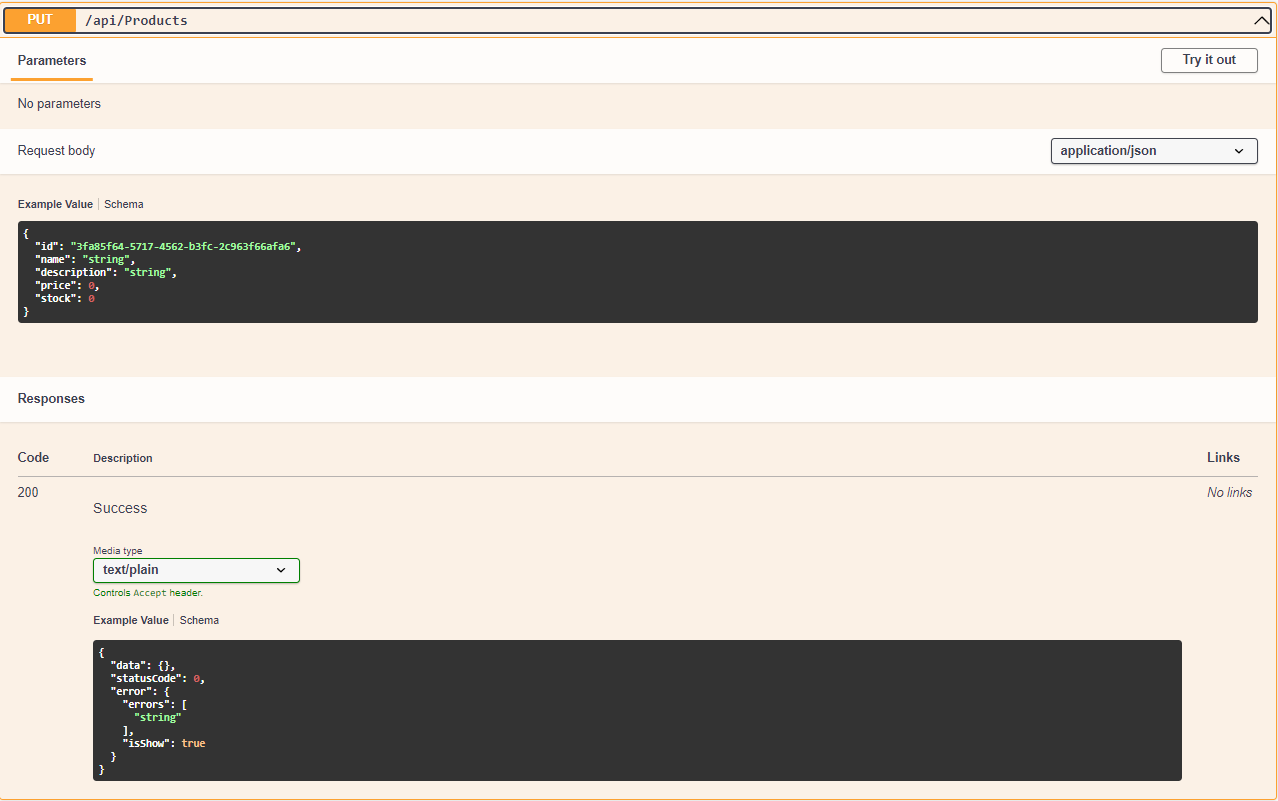 PUT /api/Products
Parameters Try it out
No parameters
Request body application/json
Example Value Schema
{
  "id": "3fa85f64-5717-4562-b3fc-2c963f66afa6",
  "name": "string",
  "description": "string",
  "price": 0,
  "stock": 0
}
Responses
Code Description Links
200 No links
Success
Media type
text/plain
Controls Accept header.
Example Value Schema
{
  "data": {},
  "statusCode": 0,
  "error": {
    "errors": [
      "string"
    ],
    "isShow": true
  }
}